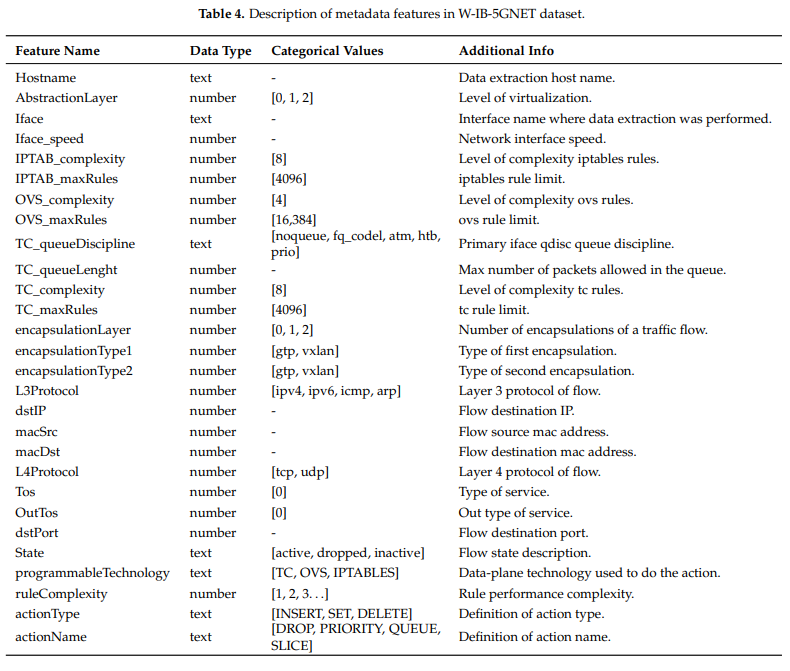 Table 4. Description of metadata features in W-IB-5GNET dataset.
Feature Name Data Type Categorical Values Additional Info
Hostname text - Data extraction host name.
AbstractionLayer number [0, 1, 2] Level of virtualization.
Iface text - Interface name where data extraction was performed.
Iface_speed number - Network interface speed.
IPTAB_complexity number [8] Level of complexity iptables rules.
IPTAB_maxRules number [4096] iptables rule limit.
OVS_complexity number [4] Level of complexity ovs rules.
OVS_maxRules number [16,384] ovs rule limit.
TC_queueDiscipline text [noqueue, fq_codel, atm, htb, prio] Primary iface qdisc queue discipline.
TC_queueLenght number - Max number of packets allowed in the queue.
TC_complexity number [8] Level of complexity tc rules.
TC_maxRules number [4096] tc rule limit.
encapsulationLayer number [0, 1, 2] Number of encapsulations of a traffic flow.
encapsulationType1 number [gtp, vxlan] Type of first encapsulation.
encapsulationType2 number [gtp, vxlan] Type of second encapsulation.
L3Protocol number [ipv4, ipv6, icmp, arp] Layer 3 protocol of flow.
dstIP number - Flow destination IP.
macSrc number - Flow source mac address.
macDst number - Flow destination mac address.
L4Protocol number [tcp, udp] Layer 4 protocol of flow.
Tos number [0] Type of service.
OutTos number [0] Out type of service.
dstPort number - Flow destination port.
State text [active, dropped, inactive] Flow state description.
programmableTechnology text [TC, OVS, IPTABLES] Data-plane technology used to do the action.
ruleComplexity number [1, 2, 3. . .] Rule performance complexity.
actionType text [INSERT, SET, DELETE] Definition of action type.
actionName text [DROP, PRIORITY, QUEUE, SLICE] Definition of action name.